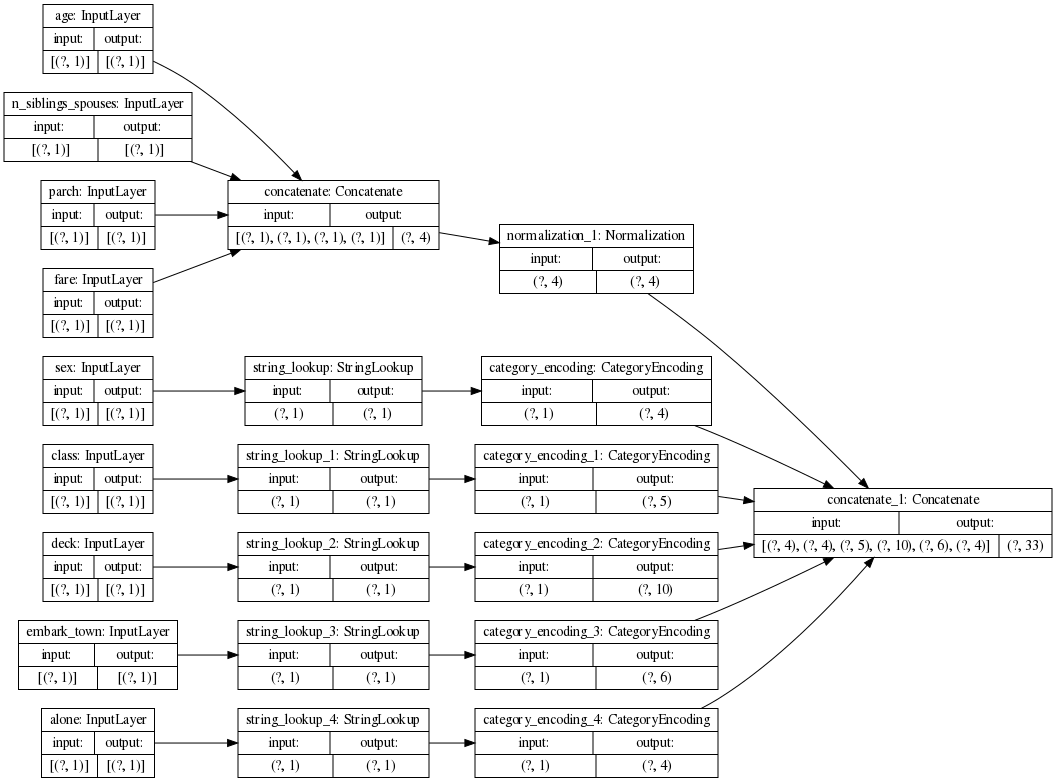 age: InputLayer
input: output:
[(?, 1)] [(?, 1)]
n_siblings_spouses: InputLayer
input: output:
[(?, 1)] [(?, 1)]
parch: InputLayer
input: output:
[(?, 1)] [(?, 1)]
fare: InputLayer
input: output:
[(?, 1)] [(?, 1)]
concatenate: Concatenate
input: output:
[(?, 1), (?, 1), (?, 1), (?, 1)] (?, 4)
normalization_1: Normalization
input: output:
(?, 4) (?, 4)
sex: InputLayer
input: output:
[(?, 1)] [(?, 1)]
string_lookup: StringLookup
input: output:
(?, 1) (?, 1)
category_encoding: CategoryEncoding
input: output:
(?, 1) (?, 4)
class: InputLayer
input: output:
[(?, 1)] [(?, 1)]
string_lookup_1: StringLookup
input: output:
(?, 1) (?, 1)
category_encoding_1: CategoryEncoding
input: output:
(?, 1) (?, 5)
deck: InputLayer
input: output:
[(?, 1)] [(?, 1)]
string_lookup_2: StringLookup
input: output:
(?, 1) (?, 1)
category_encoding_2: CategoryEncoding
input: output:
(?, 1) (?, 10)
embark_town: InputLayer
input: output:
[(?, 1)] [(?, 1)]
string_lookup_3: StringLookup
input: output:
(?, 1) (?, 1)
category_encoding_3: CategoryEncoding
input: output:
(?, 1) (?, 6)
alone: InputLayer
input: output:
[(?, 1)] [(?, 1)]
string_lookup_4: StringLookup
input: output:
(?, 1) (?, 1)
category_encoding_4: CategoryEncoding
input: output:
(?, 1) (?, 4)
concatenate_1: Concatenate
input: output:
[(?, 4), (?, 4), (?, 5), (?, 10), (?, 6), (?, 4)] (?, 33)